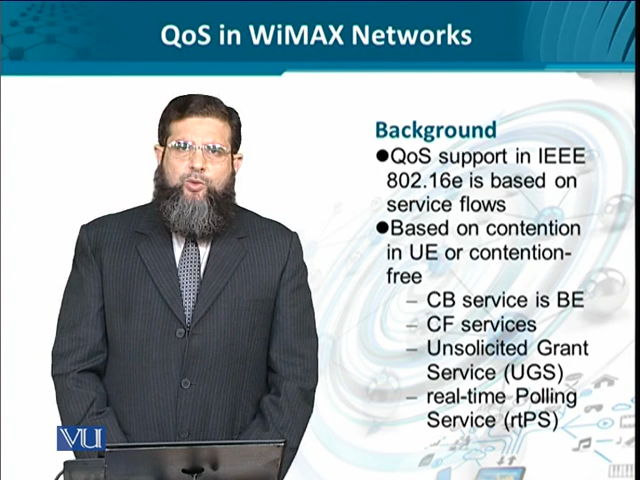 QoS in WiMAX Networks
Background
●QoS support in IEEE
802.16e is based on
service flows
●Based on contention
in UE or contention-
free
– CB service is BE
– CF services
– Unsolicited Grant
Service (UGS)
– real-time Polling
Service (rtPS)
VU